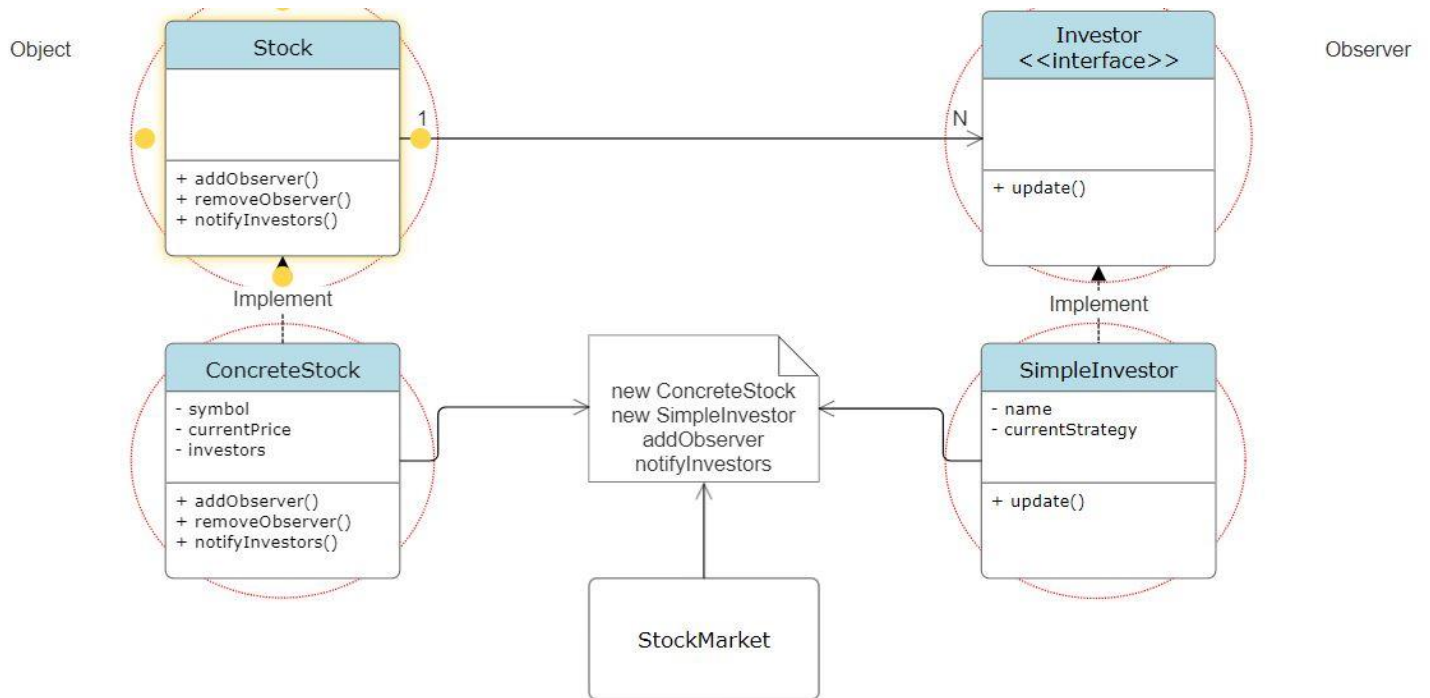 Object
Stock
Investor
<<interface>>
Observer
1
N
+ addObserver()
+ removeObserver()
+ notifyInvestors()
+ update()
Implement
Implement
ConcreteStock
- symbol
- currentPrice
- investors
+ addObserver()
+ removeObserver()
+ notifyInvestors()
new ConcreteStock
new SimpleInvestor
addObserver
notifyInvestors
SimpleInvestor
- name
- currentStrategy
+ update()
StockMarket